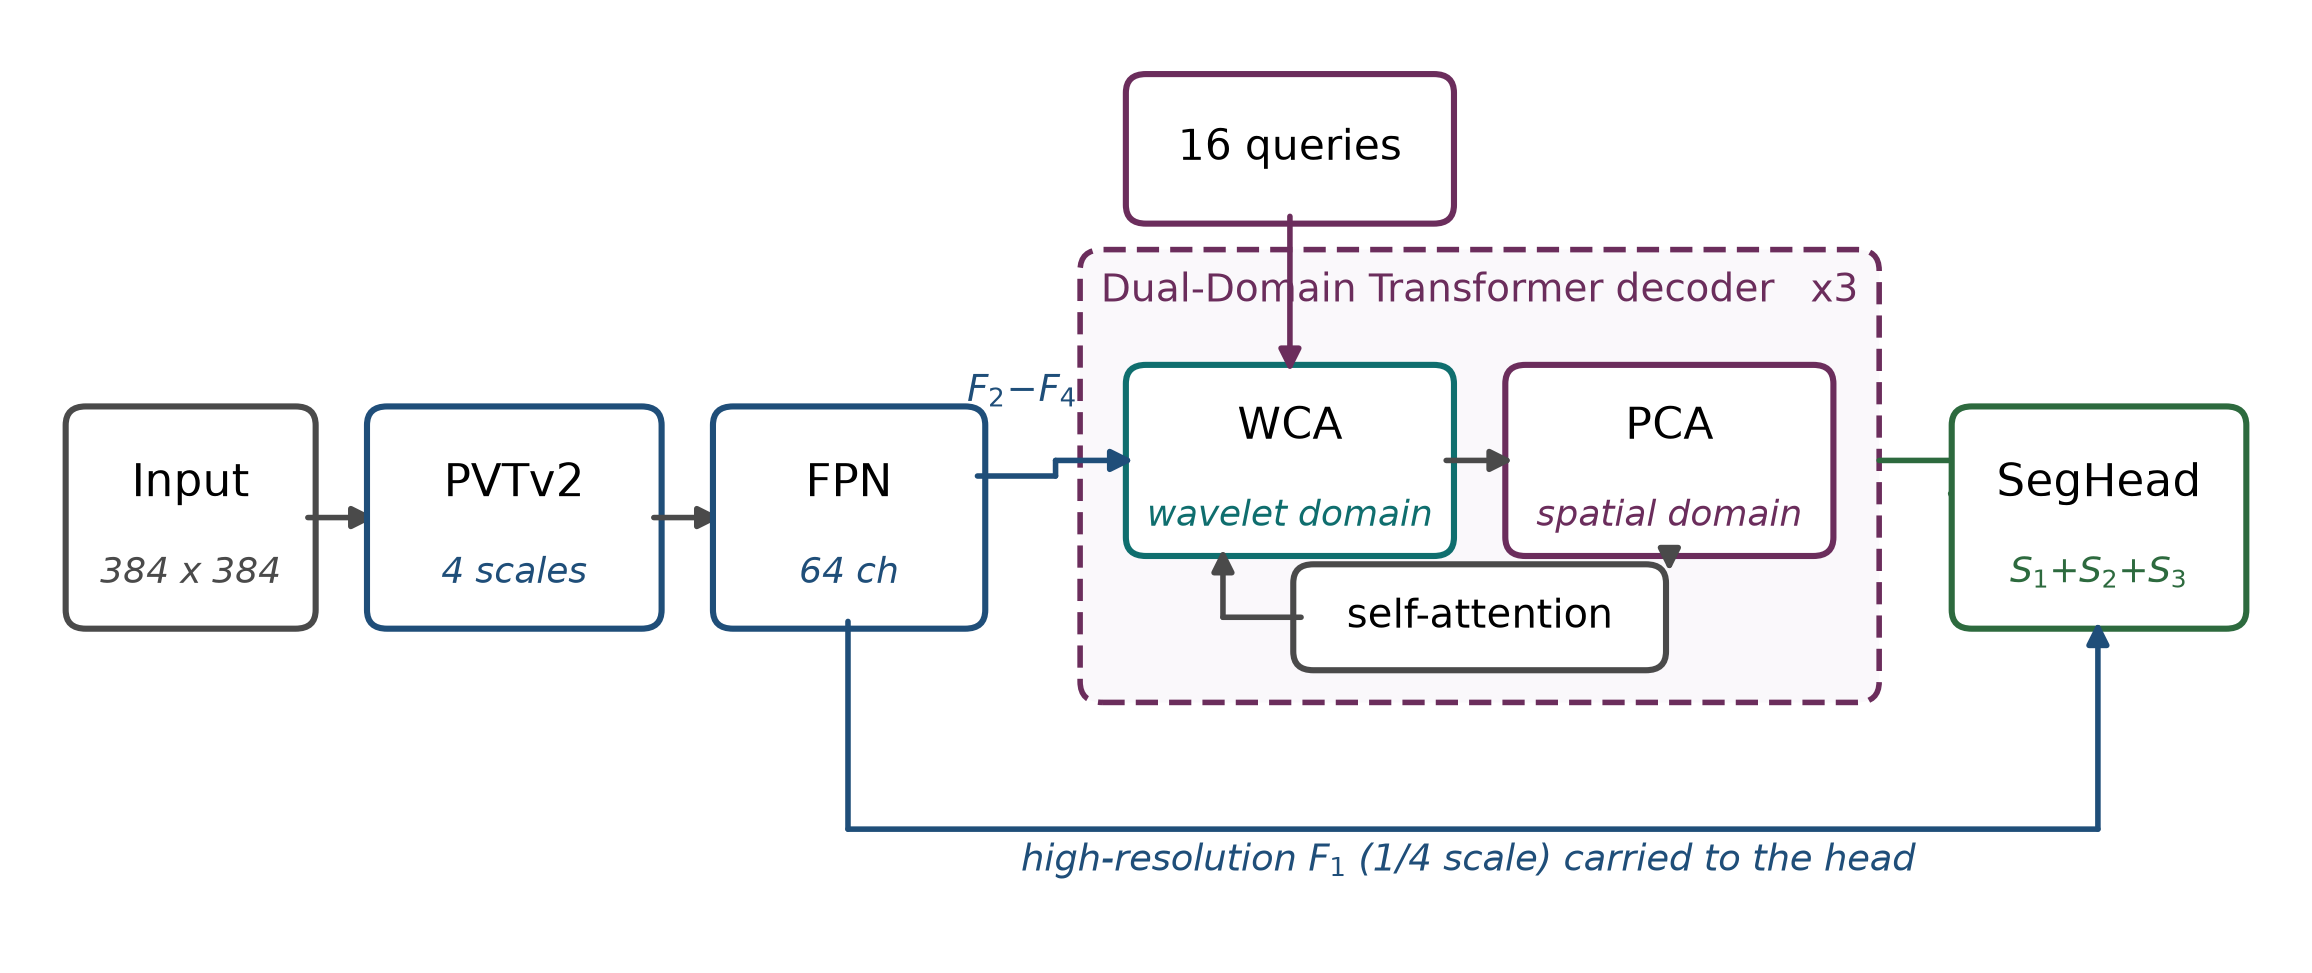 16 queries
Dual-Domain Transformer decoder x3
F₂−F₄
Input
384 x 384
PVTv2
4 scales
FPN
64 ch
WCA
wavelet domain
PCA
spatial domain
self-attention
SegHead
S₁+S₂+S₃
high-resolution F₁ (1/4 scale) carried to the head